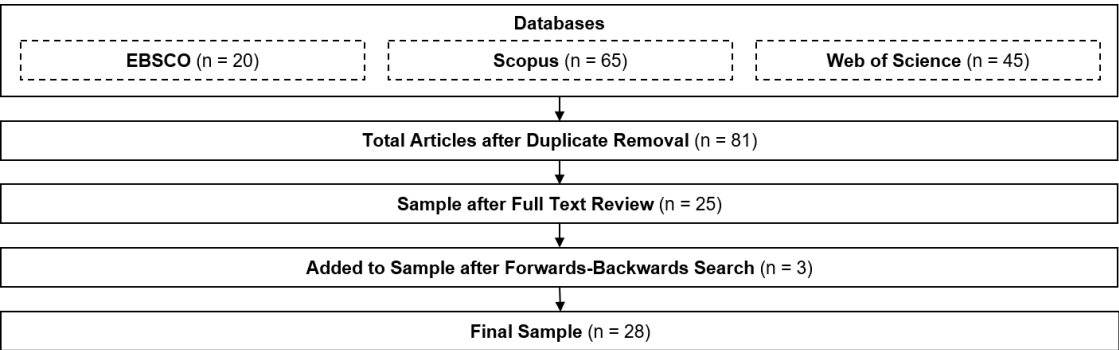 Databases
EBSCO (n = 20)
Scopus (n = 65)
Web of Science (n = 45)
Total Articles after Duplicate Removal (n = 81)
Sample after Full Text Review (n = 25)
Added to Sample after Forwards-Backwards Search (n = 3)
Final Sample (n = 28)